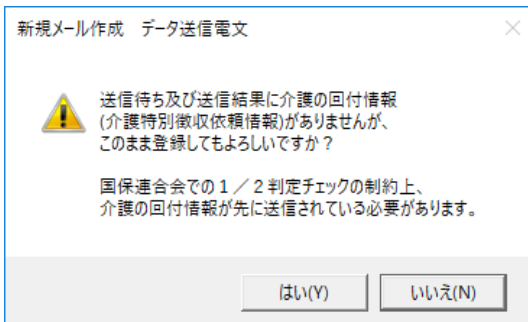 新規メール作成　データ送信電文
送信待ち及び送信結果に介護の回付情報
(介護特別徴収依頼情報)がありませんが、
このまま登録してもよろしいですか？
国保連合会での１／２判定チェックの制約上、
介護の回付情報が先に送信されている必要があります。
はい(Y)
いいえ(N)